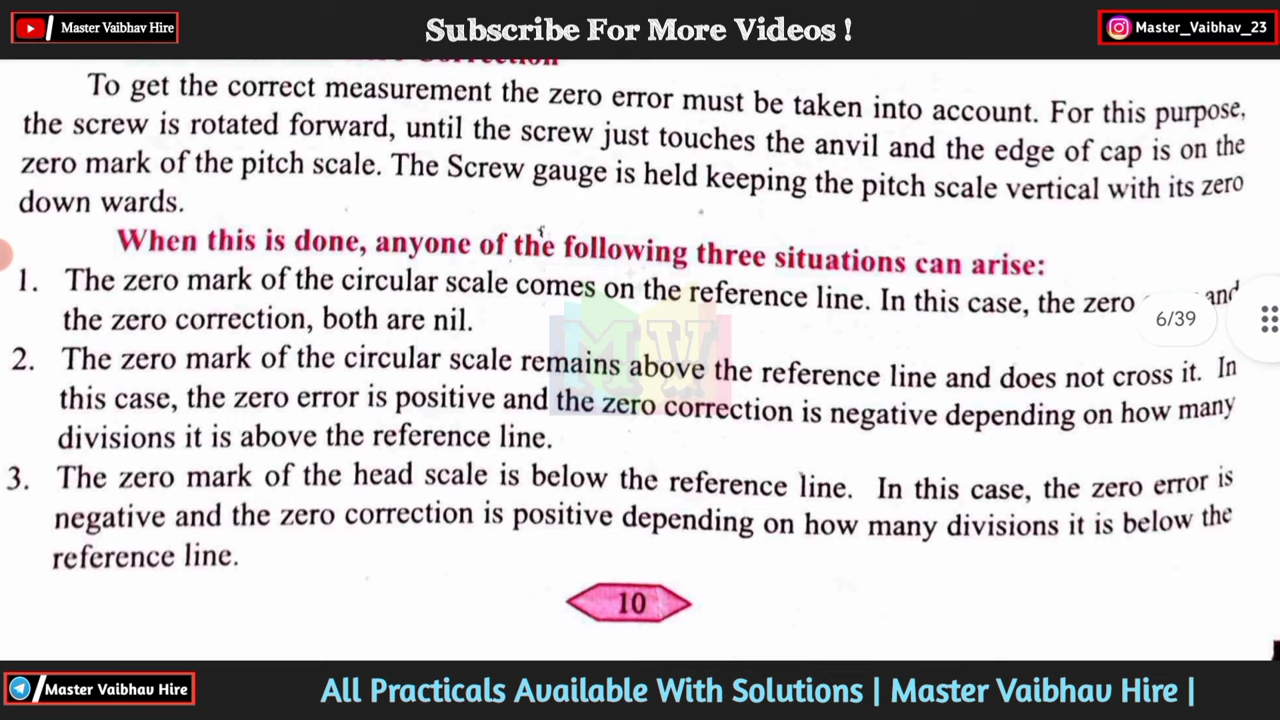 Master Vaibhav Hire
Subscribe For More Videos !
Master_Vaibhav_23
To get the correct measurement the zero error must be taken into account. For this purpose,
the screw is rotated forward, until the screw just touches the anvil and the edge of cap is on the
zero mark of the pitch scale. The Screw gauge is held keeping the pitch scale vertical with its zero
down wards.
When this is done, anyone of the following three situations can arise:
1. The zero mark of the circular scale comes on the reference line. In this case, the zero and
the zero correction, both are nil.
6/39
2. The zero mark of the circular scale remains above the reference line and does not cross it. In
this case, the zero error is positive and the zero correction is negative depending on how many
divisions it is above the reference line.
3. The zero mark of the head scale is below the reference line. In this case, the zero error is
negative and the zero correction is positive depending on how many divisions it is below the
reference line.
MV
10
Master Vaibhav Hire
All Practicals Available With Solutions | Master Vaibhav Hire |